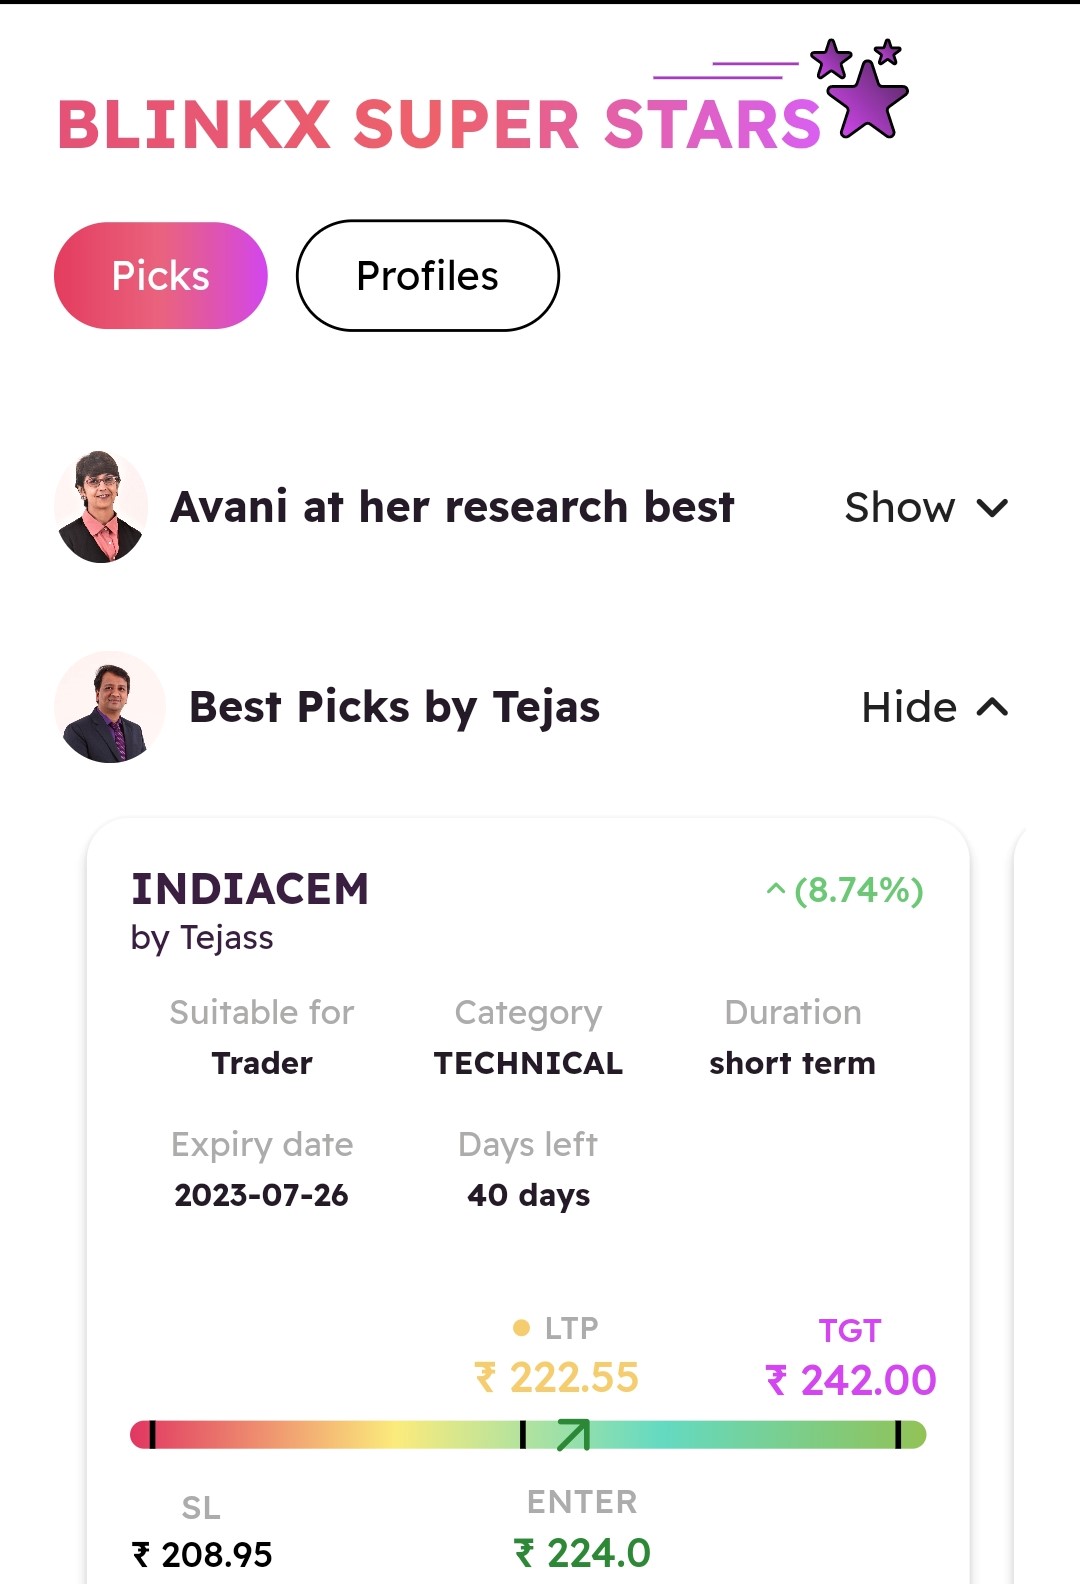 BLINKX SUPER STARS
Picks
Profiles
Avani at her research best
Show
Best Picks by Tejas
Hide
INDIACEM
(8.74%)
by Tejass
Suitable for
Category
Duration
Trader
TECHNICAL
short term
Expiry date
Days left
2023-07-26
40 days
LTP
TGT
₹ 222.55
₹ 242.00
SL
ENTER
₹ 208.95
₹ 224.0